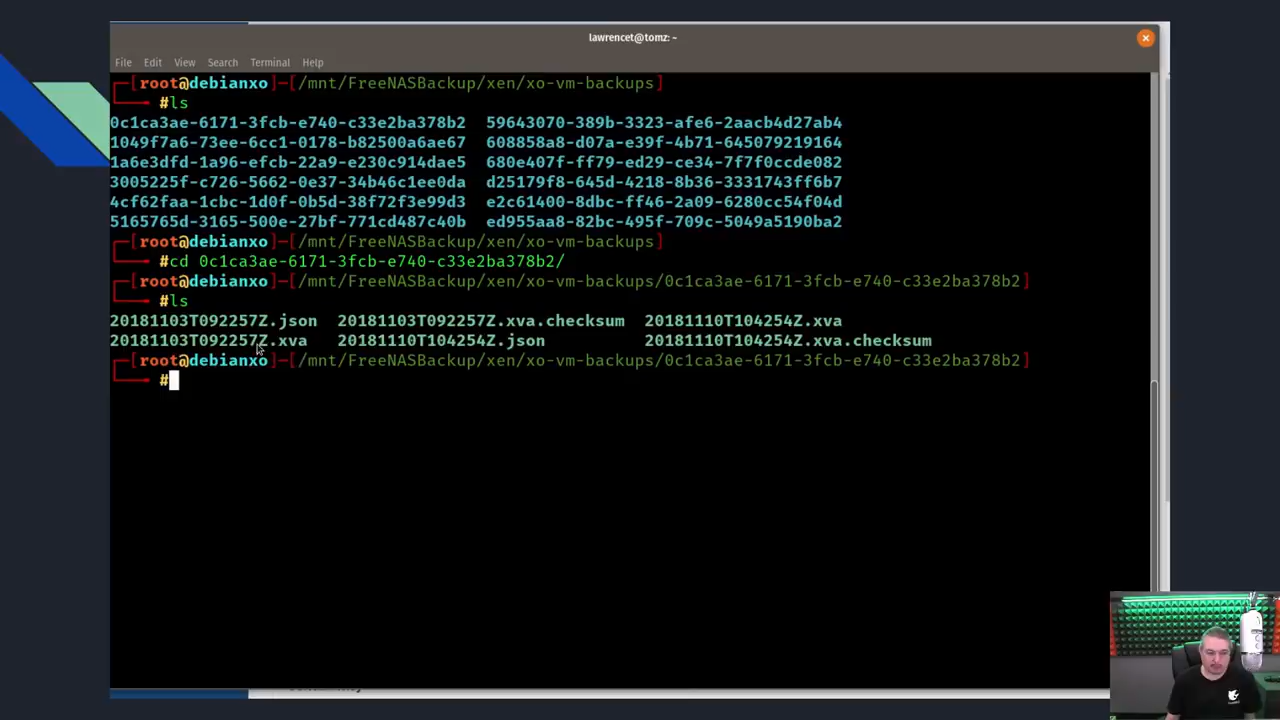 lawrencet@tomz: ~
File Edit View Search Terminal Help
[root@debianxo]─[/mnt/FreeNASBackup/xen/xo-vm-backups]
#ls
0c1ca3ae-6171-3fcb-e740-c33e2ba378b2 59643070-389b-3323-afe6-2aacb4d27ab4
1049f7a6-73ee-6cc1-0178-b82500a6ae67 608858a8-d07a-e39f-4b71-645079219164
1a6e3dfd-1a96-efcb-22a9-e230c914dae5 680e407f-ff79-ed29-ce34-7f7f0ccde082
3005225f-c726-5662-0e37-34b46c1ee0da d25179f8-645d-4218-8b36-3331743ff6b7
4cf62faa-1cbc-1d0f-0b5d-38f72f3e99d3 e2c61400-8dbc-ff46-2a09-6280cc54f04d
5165765d-3165-500e-27bf-771cd487c40b ed955aa8-82bc-495f-709c-5049a5190ba2
[root@debianxo]─[/mnt/FreeNASBackup/xen/xo-vm-backups]
#cd 0c1ca3ae-6171-3fcb-e740-c33e2ba378b2/
[root@debianxo]─[/mnt/FreeNASBackup/xen/xo-vm-backups/0c1ca3ae-6171-3fcb-e740-c33e2ba378b2]
#ls
20181103T092257Z.json 20181103T092257Z.xva.checksum 20181110T104254Z.xva
20181103T092257Z.xva 20181110T104254Z.json 20181110T104254Z.xva.checksum
[root@debianxo]─[/mnt/FreeNASBackup/xen/xo-vm-backups/0c1ca3ae-6171-3fcb-e740-c33e2ba378b2]
#